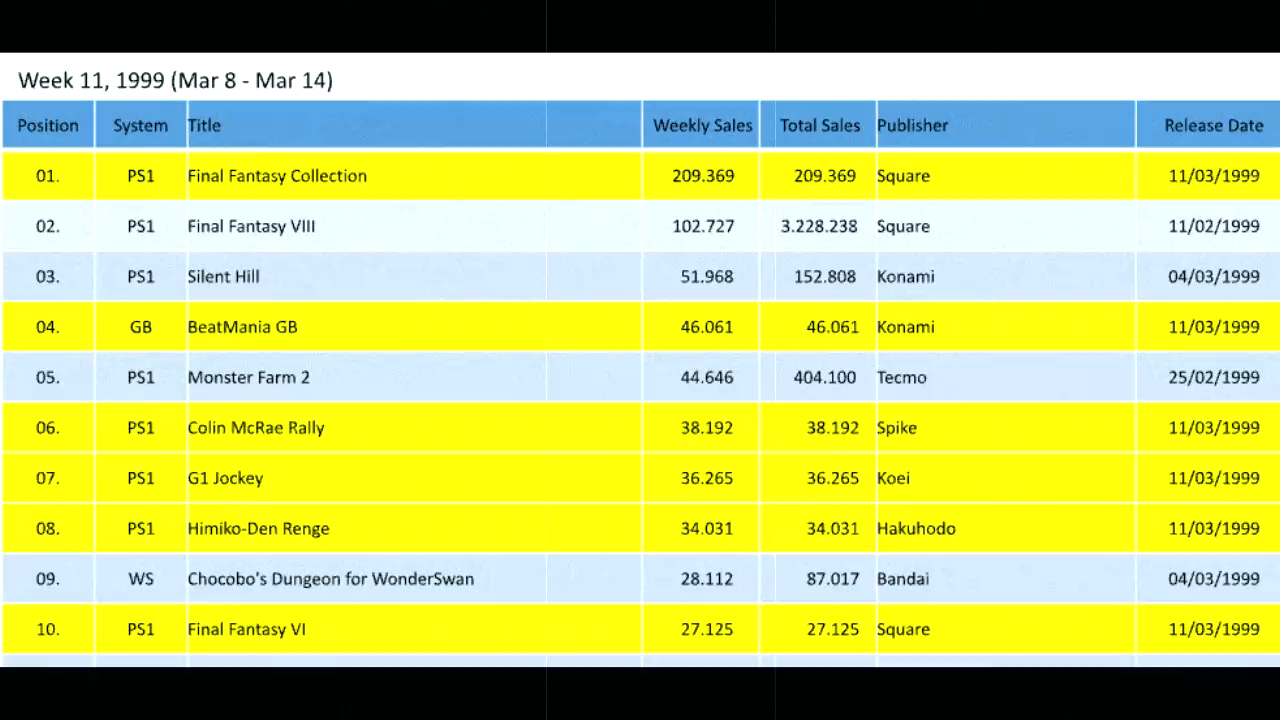 Week 11, 1999 (Mar 8 - Mar 14)
Position System Title Weekly Sales Total Sales Publisher Release Date
01. PS1 Final Fantasy Collection 209.369 209.369 Square 11/03/1999
02. PS1 Final Fantasy VIII 102.727 3.228.238 Square 11/02/1999
03. PS1 Silent Hill 51.968 152.808 Konami 04/03/1999
04. GB BeatMania GB 46.061 46.061 Konami 11/03/1999
05. PS1 Monster Farm 2 44.646 404.100 Tecmo 25/02/1999
06. PS1 Colin McRae Rally 38.192 38.192 Spike 11/03/1999
07. PS1 G1 Jockey 36.265 36.265 Koei 11/03/1999
08. PS1 Himiko-Den Renge 34.031 34.031 Hakuhodo 11/03/1999
09. WS Chocobo’s Dungeon for WonderSwan 28.112 87.017 Bandai 04/03/1999
10. PS1 Final Fantasy VI 27.125 27.125 Square 11/03/1999